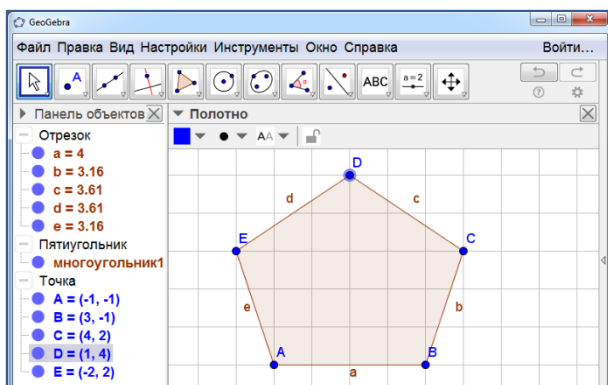 GeoGebra
Файл Правка Вид Настройки Инструменты Окно Справка Войти...
A ABC a=2
Панель объектов
Полотно
AA
Отрезок
a = 4
b = 3.16
c = 3.61
d = 3.61
e = 3.16
Пятиугольник
многоугольник1
Точка
A = (-1, -1)
B = (3, -1)
C = (4, 2)
D = (1, 4)
E = (-2, 2)
D
d
c
E
C
e
b
A
B
a